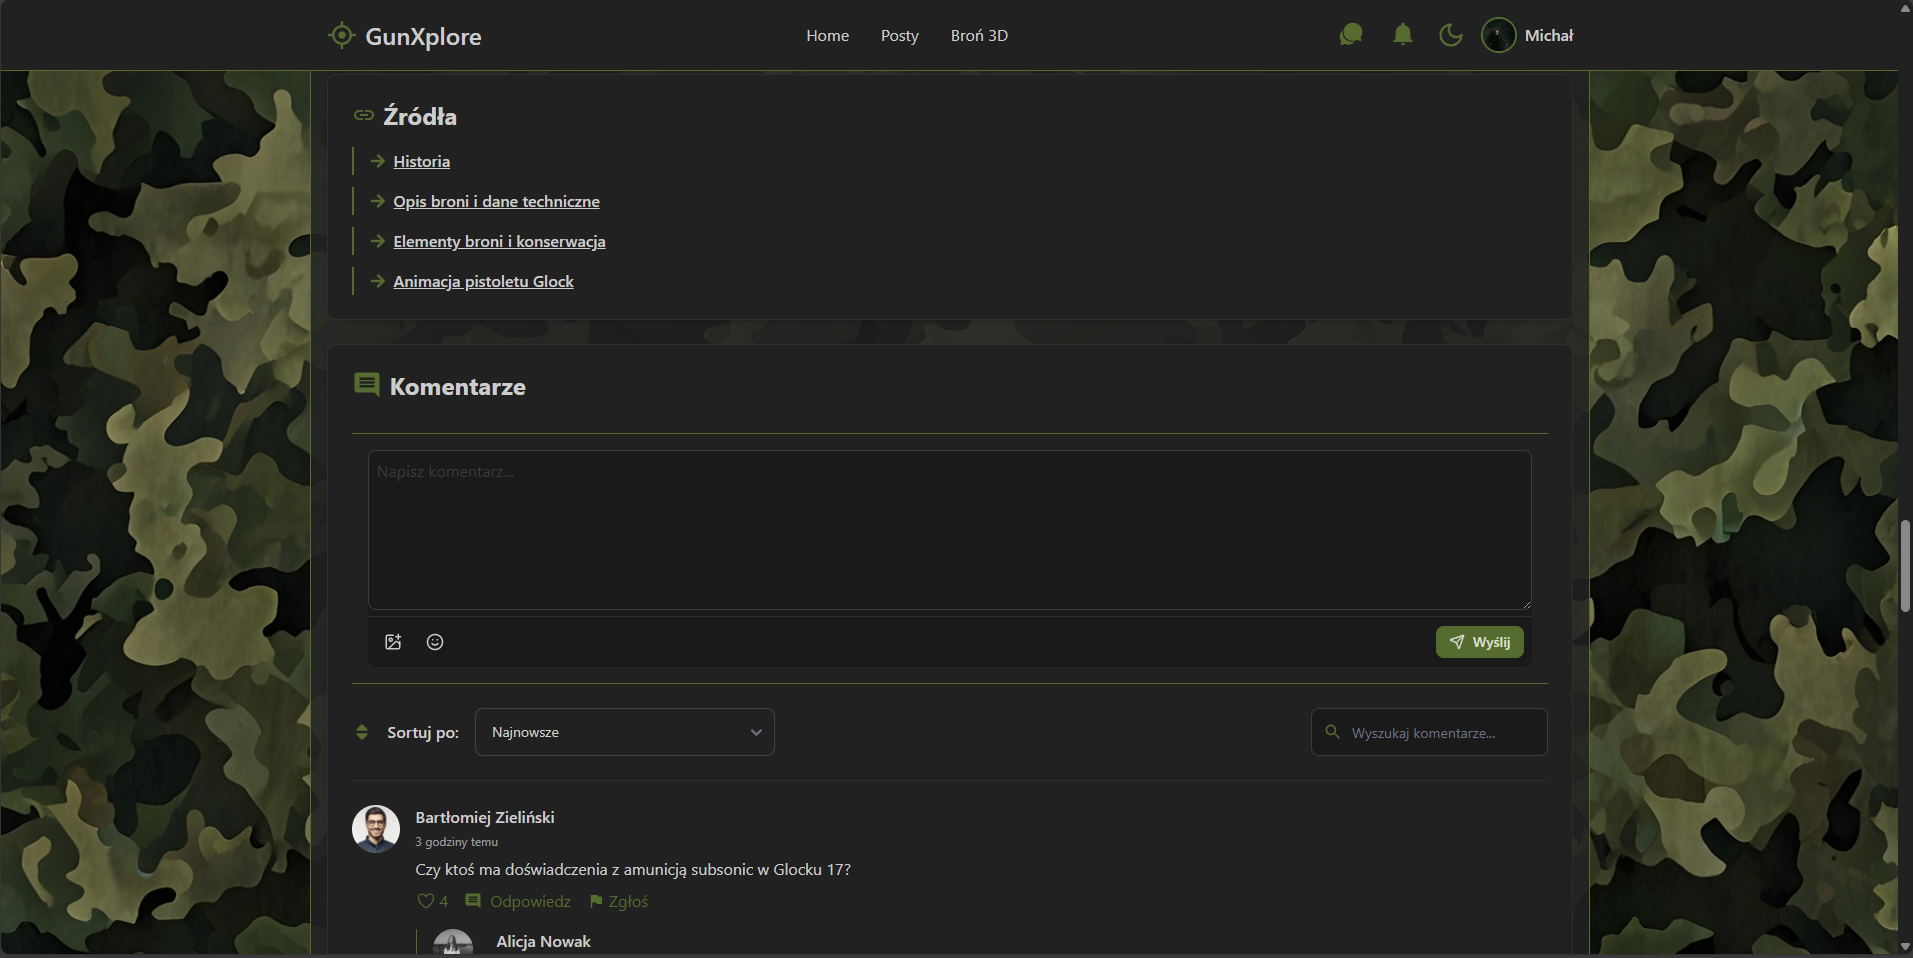 GunXplore
Home
Posty
Broń 3D
Michał
Źródła
Historia
Opis broni i dane techniczne
Elementy broni i konserwacja
Animacja pistoletu Glock
Komentarze
Napisz komentarz...
Wyślij
Sortuj po:
Najnowsze
Wyszukaj komentarze...
Bartłomiej Zieliński
3 godziny temu
Czy ktoś ma doświadczenia z amunicją subsonic w Glocku 17?
4
Odpowiedz
Zgłoś
Alicja Nowak